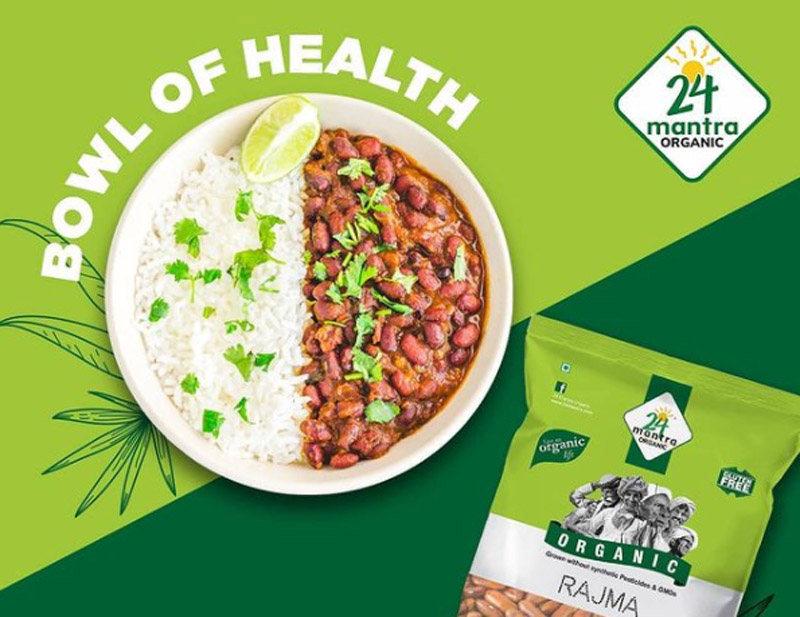 BOWL OF HEALTH
24
mantra
ORGANIC
24
mantra
ORGANIC
organic
life
GLUTEN
FREE
ORGANIC
Grown without synthetic Pesticides & GMOs
RAJMA